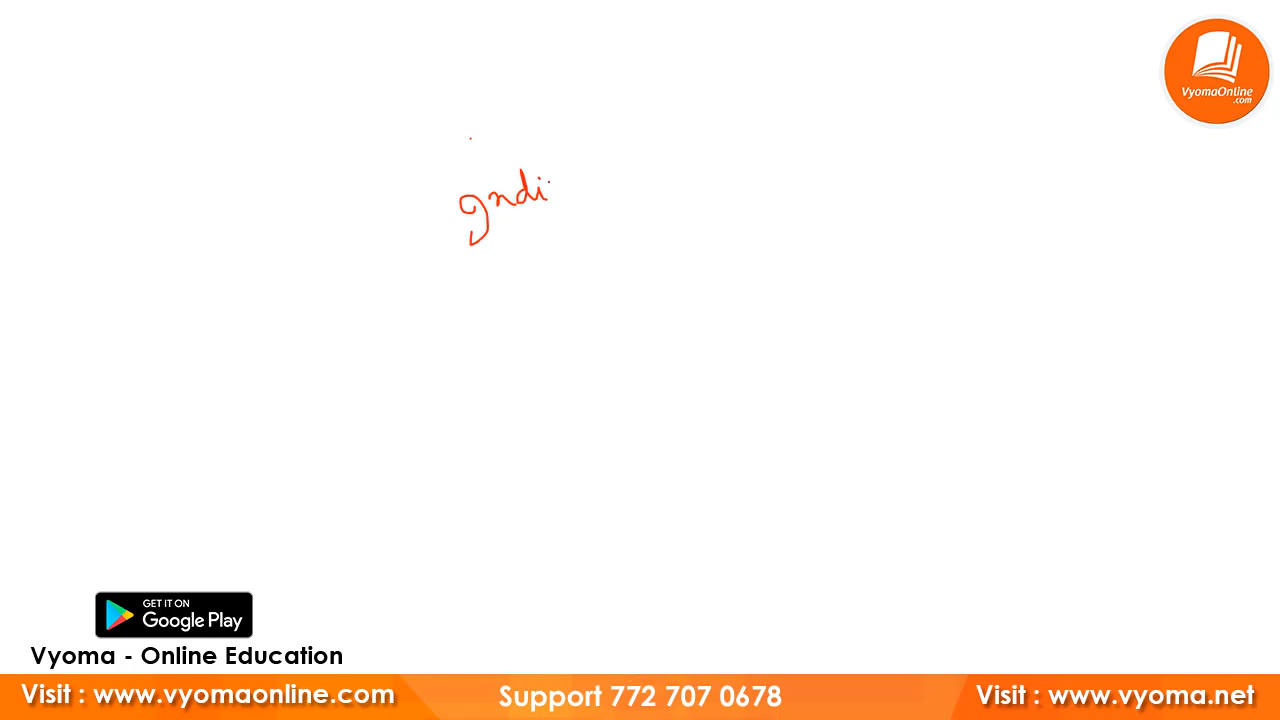 VyomaOnline
.com
Indi
GET IT ON
Google Play
Vyoma - Online Education
Visit : www.vyomaonline.com
Support 772 707 0678
Visit : www.vyoma.net